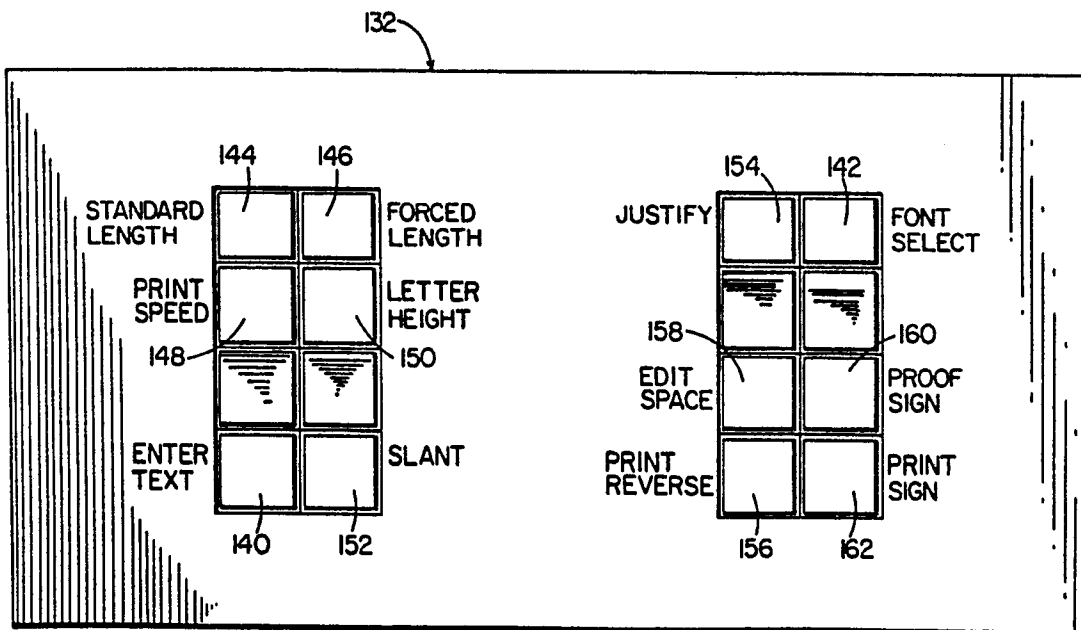 132
144 146 154 142
STANDARD LENGTH FORCED LENGTH JUSTIFY FONT SELECT
PRINT SPEED LETTER HEIGHT
148 150 158 160
EDIT SPACE PROOF SIGN
ENTER TEXT SLANT PRINT REVERSE PRINT SIGN
140 152 156 162